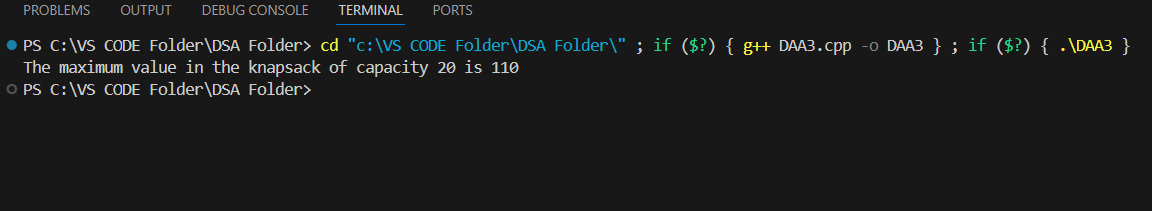 PROBLEMS OUTPUT DEBUG CONSOLE TERMINAL PORTS
PS C:\VS CODE Folder\DSA Folder> cd "c:\VS CODE Folder\DSA Folder\" ; if ($?) { g++ DAA3.cpp -o DAA3 } ; if ($?) { .\DAA3 }
The maximum value in the knapsack of capacity 20 is 110
PS C:\VS CODE Folder\DSA Folder>